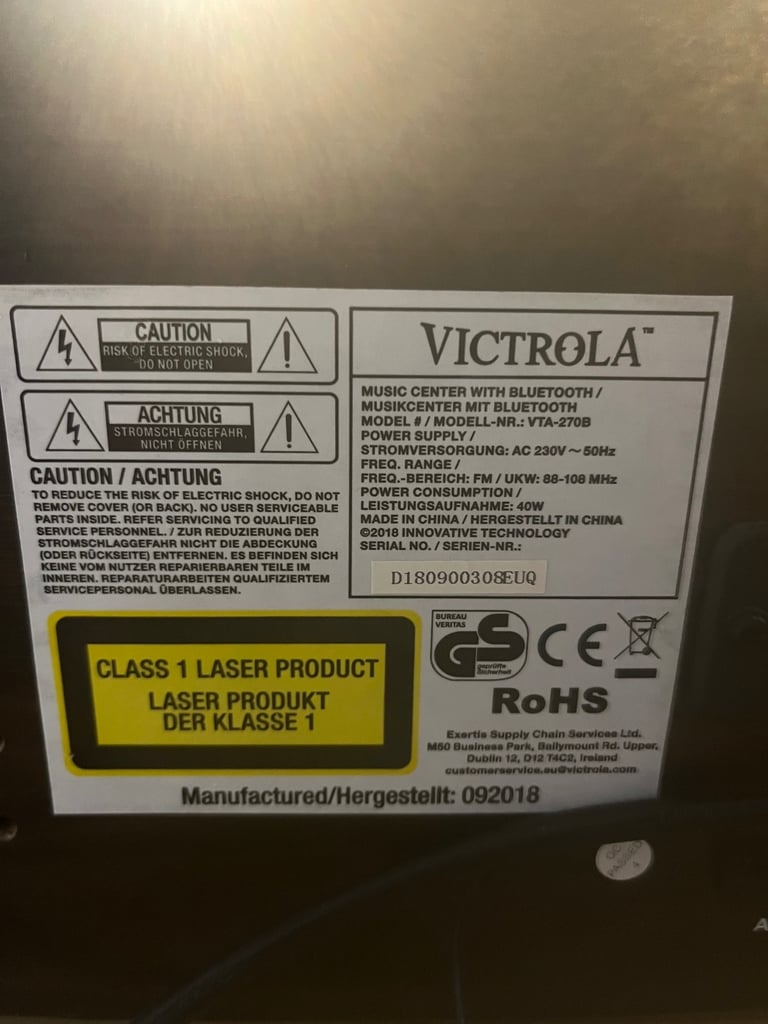 CAUTION
RISK OF ELECTRIC SHOCK,
DO NOT OPEN
ACHTUNG
STROMSCHLAGGEFAHR,
NICHT ÖFFNEN
CAUTION / ACHTUNG
TO REDUCE THE RISK OF ELECTRIC SHOCK, DO NOT
REMOVE COVER (OR BACK). NO USER SERVICEABLE
PARTS INSIDE. REFER SERVICING TO QUALIFIED
SERVICE PERSONNEL. / ZUR REDUZIERUNG DER
STROMSCHLAGGEFAHR NICHT DIE ABDECKUNG
(ODER RÜCKSEITE) ENTFERNEN. ES BEFINDEN SICH
KEINE VOM NUTZER REPARIERBAREN TEILE IM
INNEREN. REPARATURARBEITEN QUALIFIZIERTEM
SERVICEPERSONAL ÜBERLASSEN.
VICTROLA™
MUSIC CENTER WITH BLUETOOTH /
MUSIKCENTER MIT BLUETOOTH
MODEL # / MODELL-NR.: VTA-270B
POWER SUPPLY /
STROMVERSORGUNG: AC 230V ~ 50Hz
FREQ. RANGE /
FREQ.-BEREICH: FM / UKW: 88-108 MHz
POWER CONSUMPTION /
LEISTUNGSAUFNAHME: 40W
MADE IN CHINA / HERGESTELLT IN CHINA
©2018 INNOVATIVE TECHNOLOGY
SERIAL NO. / SERIEN-NR.:
D180900308EUQ
CLASS 1 LASER PRODUCT
LASER PRODUKT
DER KLASSE 1
BUREAU
VERITAS
GS
geprüfte
Sicherheit
CE
RoHS
Exertis Supply Chain Services Ltd.
M50 Business Park, Ballymount Rd. Upper,
Dublin 12, D12 T4C2, Ireland
customerservice.eu@victrola.com
Manufactured/Hergestellt: 092018
QC
PASSED
4
A